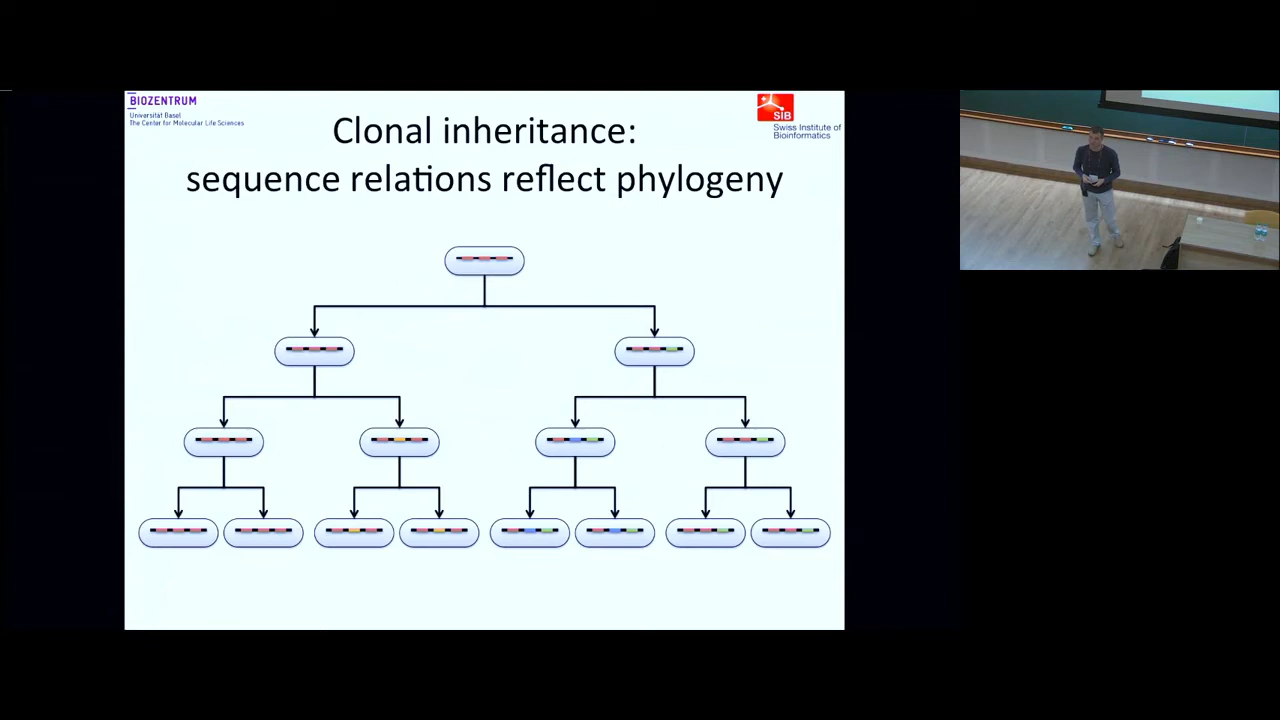 BIOZENTRUM
Universität Basel
The Center for Molecular Life Sciences
SIB
Swiss Institute of
Bioinformatics
Clonal inheritance:
sequence relations reflect phylogeny